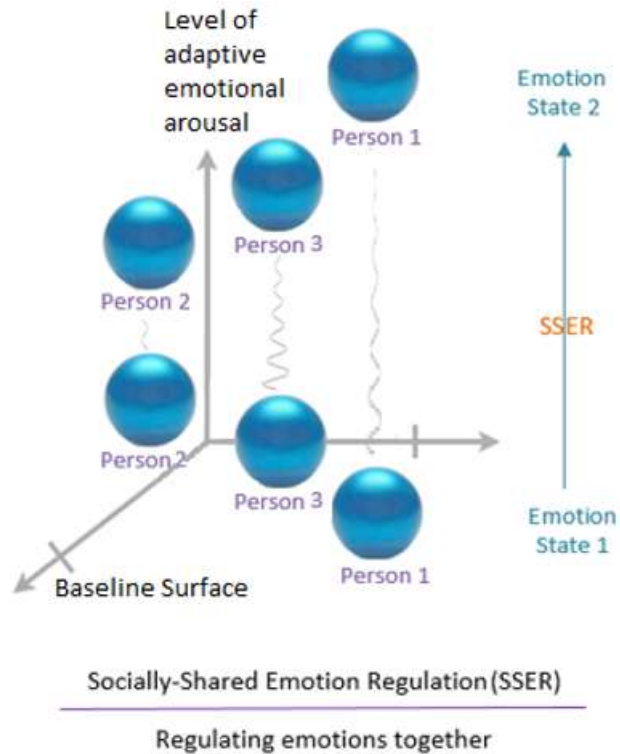 Level of
adaptive
emotional
arousal
Person 1
Emotion
State 2
Person 3
Person 2
SSER
Person 2
Person 3
Emotion
State 1
Person 1
Baseline Surface
Socially-Shared Emotion Regulation(SSER)
Regulating emotions together